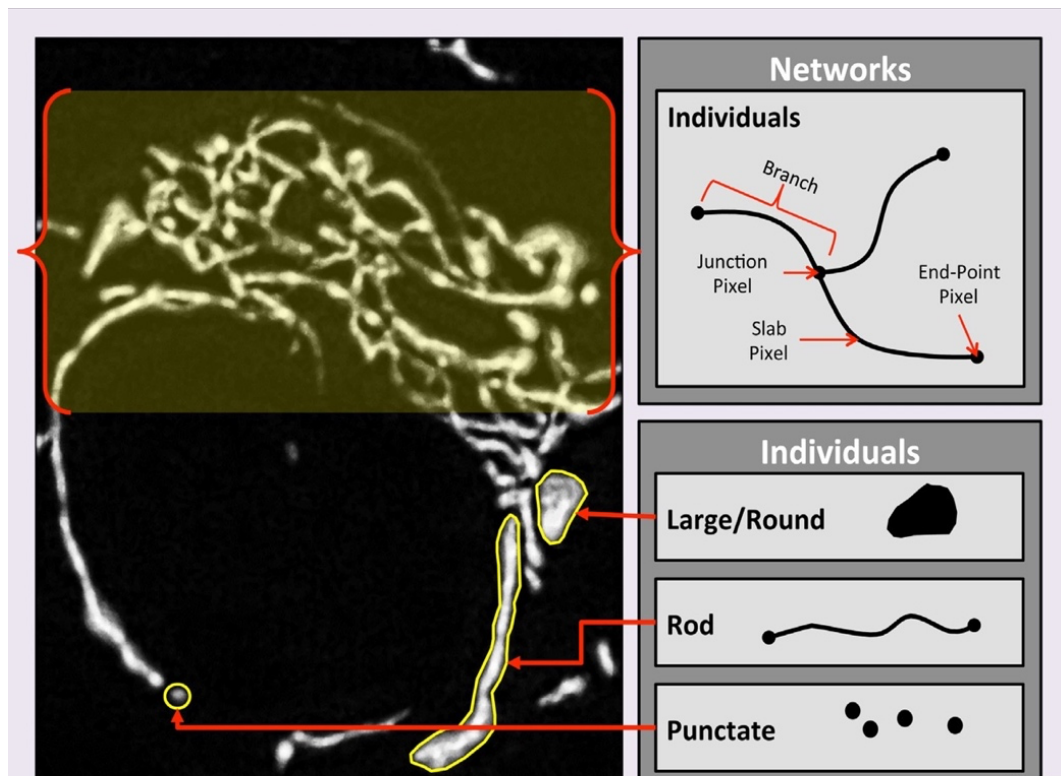 Networks
Individuals
Branch
Junction
Pixel
End-Point
Pixel
Slab
Pixel
Individuals
Large/Round
Rod
Punctate